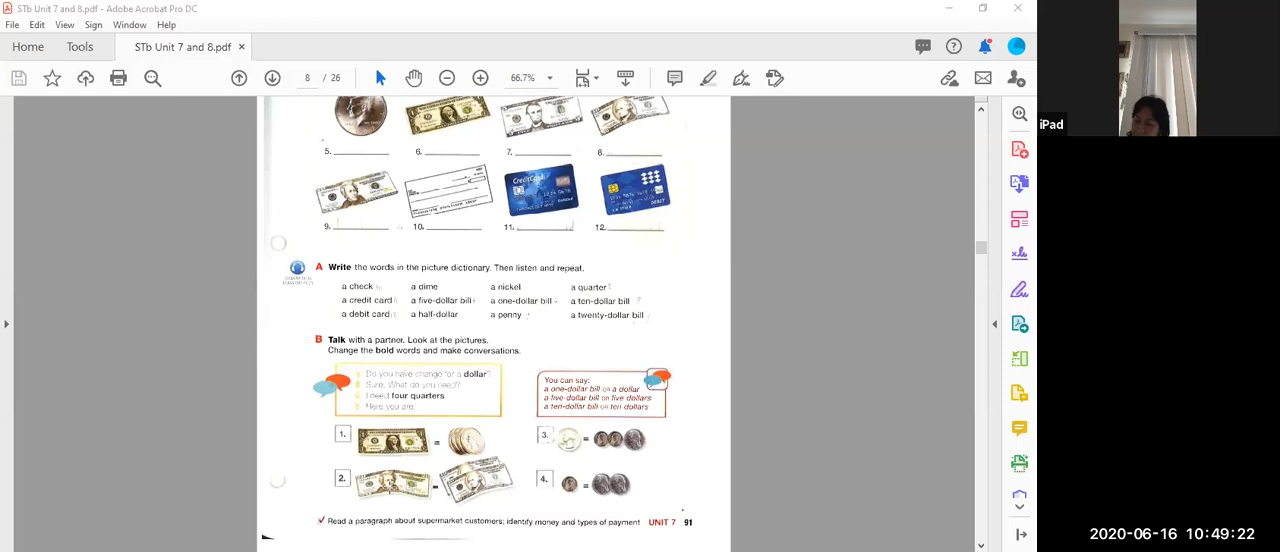 STb Unit 7 and 8.pdf - Adobe Acrobat Pro DC
File Edit View Sign Window Help
Home Tools STb Unit 7 and 8.pdf ×
8 / 26 66.7%
iPad
5. 6. 7. 8.
CreditCard
DEBIT
9. 10. 11. 12.
A Write the words in the picture dictionary. Then listen and repeat.
a check a dime a nickel a quarter
a credit card a five-dollar bill a one-dollar bill a ten-dollar bill
a debit card a half-dollar a penny a twenty-dollar bill
B Talk with a partner. Look at the pictures.
Change the bold words and make conversations.
Do you have change for a dollar?
Sure. What do you need?
I need four quarters
Here you are.
You can say:
a one-dollar bill OR a dollar
a five-dollar bill OR five dollars
a ten-dollar bill OR ten dollars
1. =
3. =
2. =
4. =
✓ Read a paragraph about supermarket customers; identify money and types of payment UNIT 7 91
2020-06-16 10:49:22